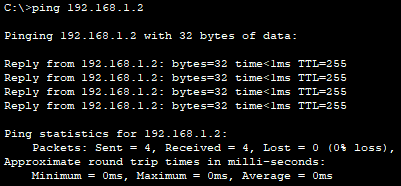 C:\>ping 192.168.1.2
Pinging 192.168.1.2 with 32 bytes of data:
Reply from 192.168.1.2: bytes=32 time<1ms TTL=255
Reply from 192.168.1.2: bytes=32 time<1ms TTL=255
Reply from 192.168.1.2: bytes=32 time<1ms TTL=255
Reply from 192.168.1.2: bytes=32 time<1ms TTL=255
Ping statistics for 192.168.1.2:
    Packets: Sent = 4, Received = 4, Lost = 0 (0% loss),
Approximate round trip times in milli-seconds:
    Minimum = 0ms, Maximum = 0ms, Average = 0ms